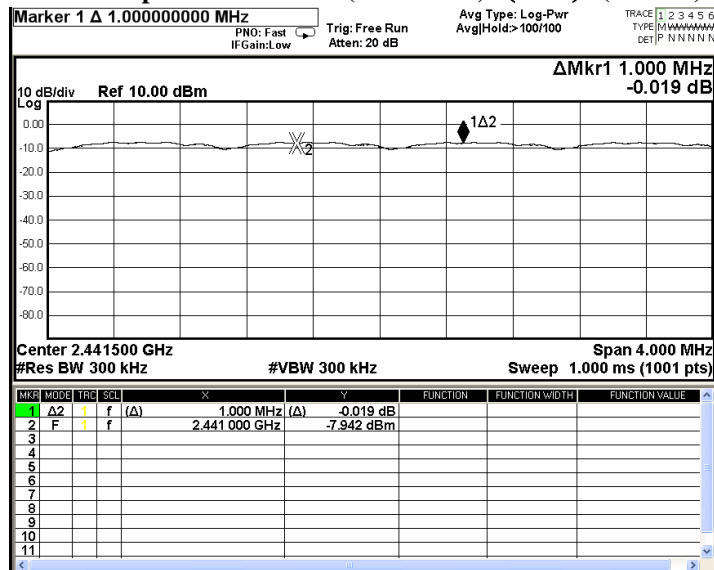 Marker 1 Δ 1.000000000 MHz
PNO: Fast
IFGain:Low
Trig: Free Run
Atten: 20 dB
Avg Type: Log-Pwr
Avg|Hold:>100/100
TRACE 1 2 3 4 5 6
TYPE M
DET P N N N N N
ΔMkr1 1.000 MHz
-0.019 dB
10 dB/div Ref 10.00 dBm
Log
0.00
-10.0
-20.0
-30.0
-40.0
-50.0
-60.0
-70.0
-80.0
2
1Δ2
Center 2.441500 GHz
Span 4.000 MHz
#Res BW 300 kHz
#VBW 300 kHz
Sweep 1.000 ms (1001 pts)
MKR MODE TRC SCL X Y FUNCTION FUNCTION WIDTH FUNCTION VALUE
1 Δ2 1 f (Δ) 1.000 MHz (Δ) -0.019 dB
2 F 1 f 2.441 000 GHz -7.942 dBm
3
4
5
6
7
8
9
10
11